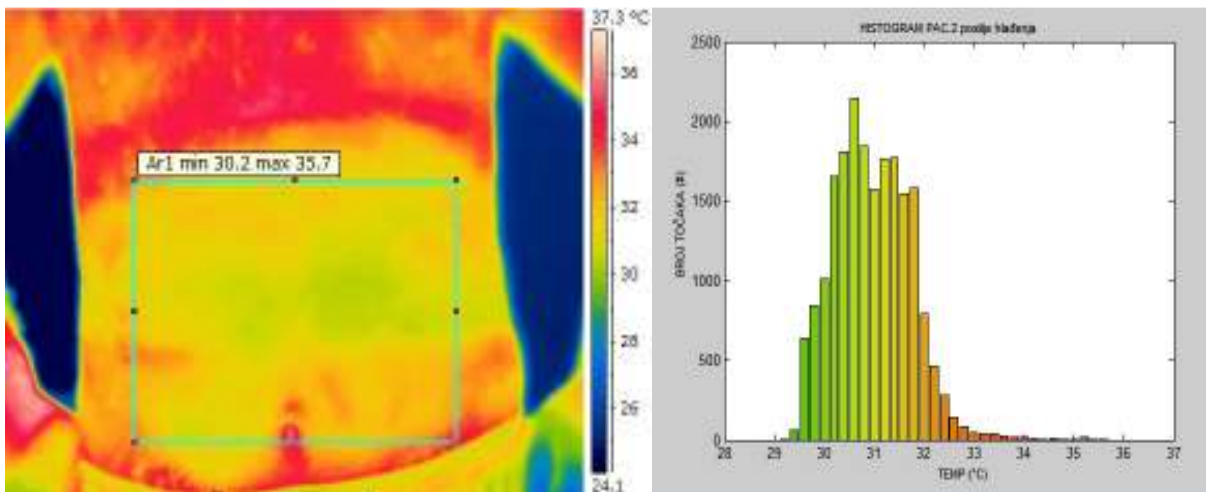 37.3 ºC
Ar1 min 30.2 max 35.7
36
34
32
30
28
26
24.1
HISTOGRAM PAC.2 poslije hlađenja
BROJ TOČAKA (#)
2500
2000
1500
1000
500
0
28 29 30 31 32 33 34 35 36 37
TEMP (°C)